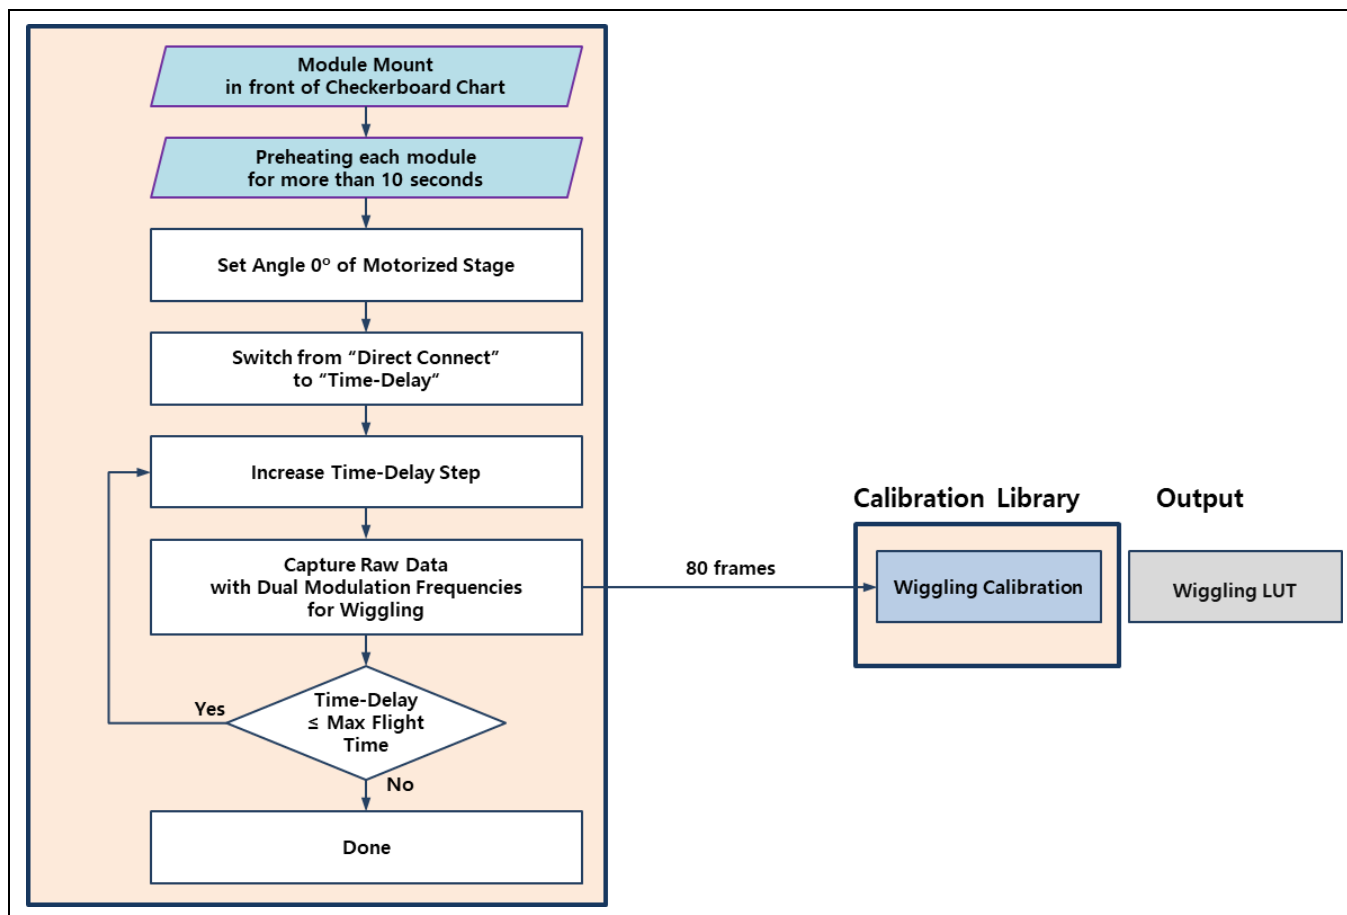 Module Mount
in front of Checkerboard Chart
Preheating each module
for more than 10 seconds
Set Angle 0° of Motorized Stage
Switch from “Direct Connect”
to “Time-Delay“
Increase Time-Delay Step
Capture Raw Data
with Dual Modulation Frequencies
for Wiggling
80 frames
Calibration Library
Output
Wiggling Calibration
Wiggling LUT
Time-Delay
≤ Max Flight
Time
Yes
No
Done